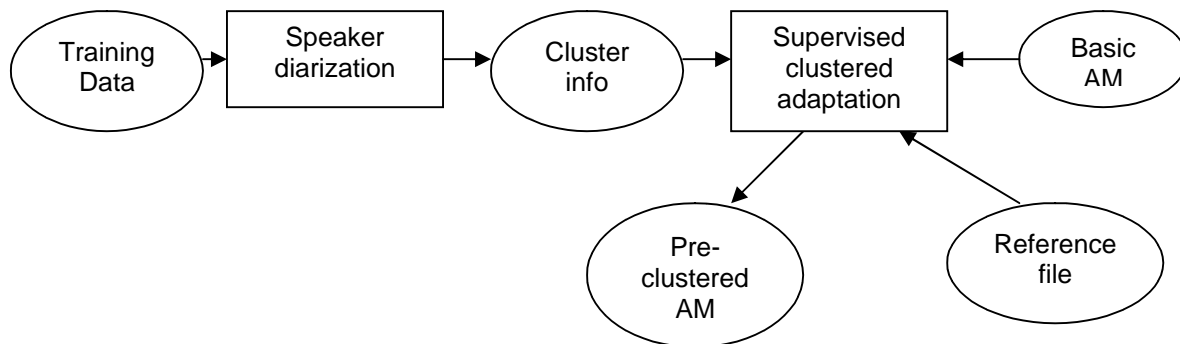 Training
Data
Speaker
diarization
Cluster
info
Supervised
clustered
adaptation
Basic
AM
Pre-
clustered
AM
Reference
file